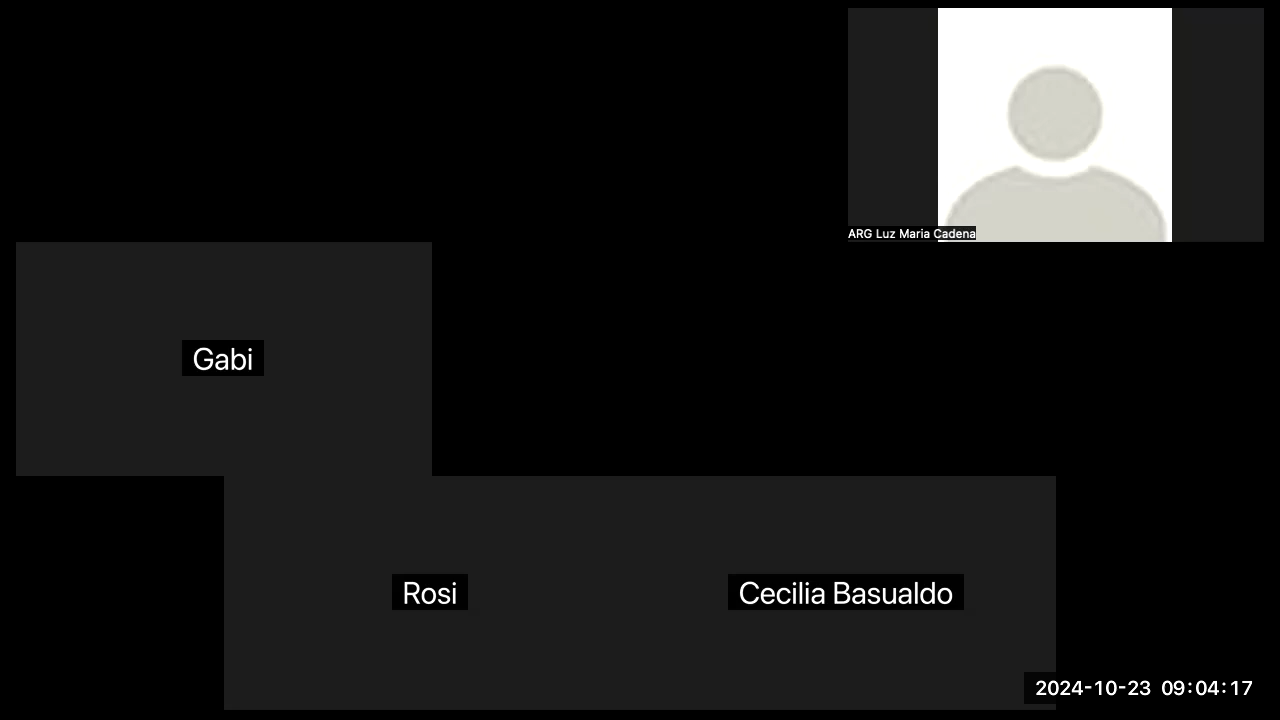 ARG Luz Maria Cadena
Gabi
Rosi
Cecilia Basualdo
2024-10-23 09:04:17